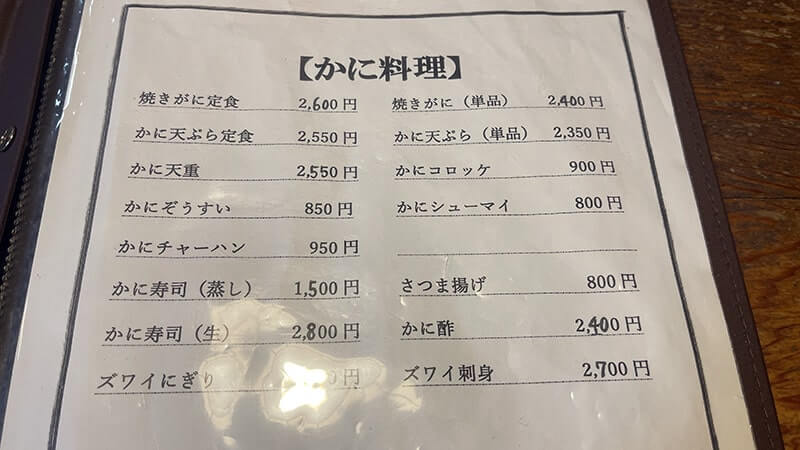 【かに料理】
焼きがに定食 2,600円
かに天ぷら定食 2,550円
かに天重 2,550円
かにぞうすい 850円
かにチャーハン 950円
かに寿司（蒸し） 1,500円
かに寿司（生） 2,800円
ズワイにぎり 円
焼きがに（単品） 2,400円
かに天ぷら（単品） 2,350円
かにコロッケ 900円
かにシューマイ 800円
さつま揚げ 800円
かに酢 2,400円
ズワイ刺身 2,700円